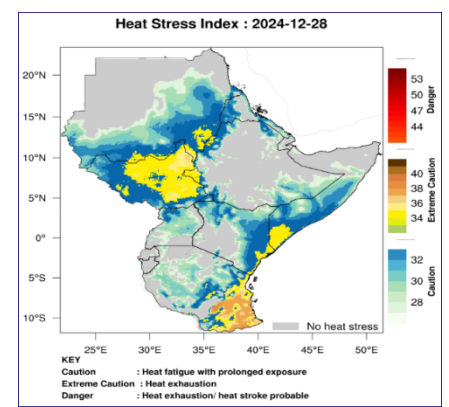 Heat Stress Index : 2024-12-28
20°N
15°N
10°N
5°N
0°
5°S
10°S
25°E 30°E 35°E 40°E 45°E 50°E
No heat stress
53
50
47
44
Danger
40
38
36
34
Extreme Caution
32
30
28
Caution
KEY
Caution : Heat fatigue with prolonged exposure
Extreme Caution : Heat exhaustion
Danger : Heat exhaustion/ heat stroke probable